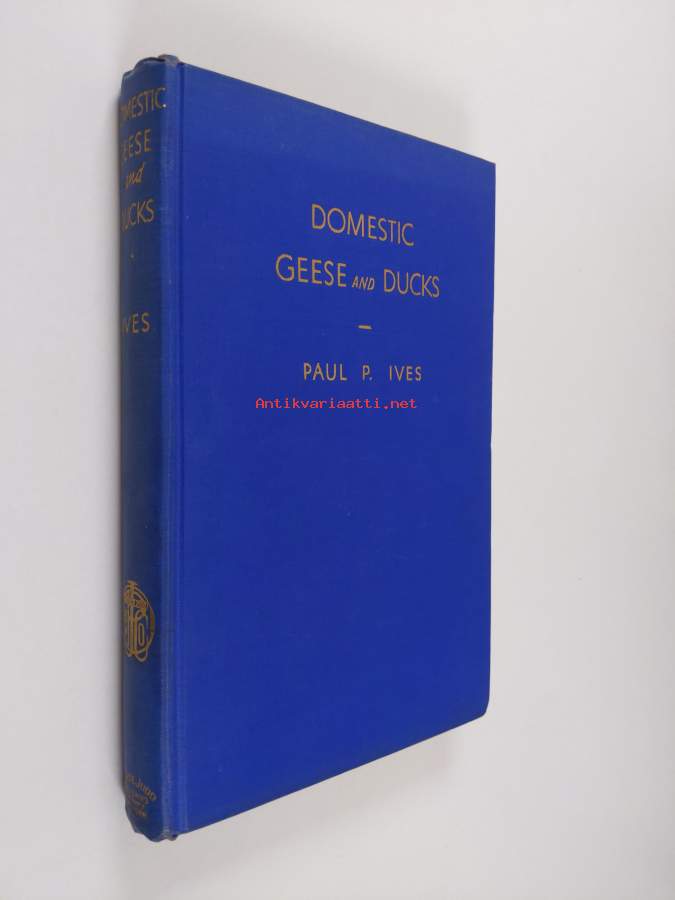 DOMESTIC
GEESE
and
DUCKS
IVES
DOMESTIC
GEESE AND DUCKS
PAUL P. IVES
Antikvariaatti.net